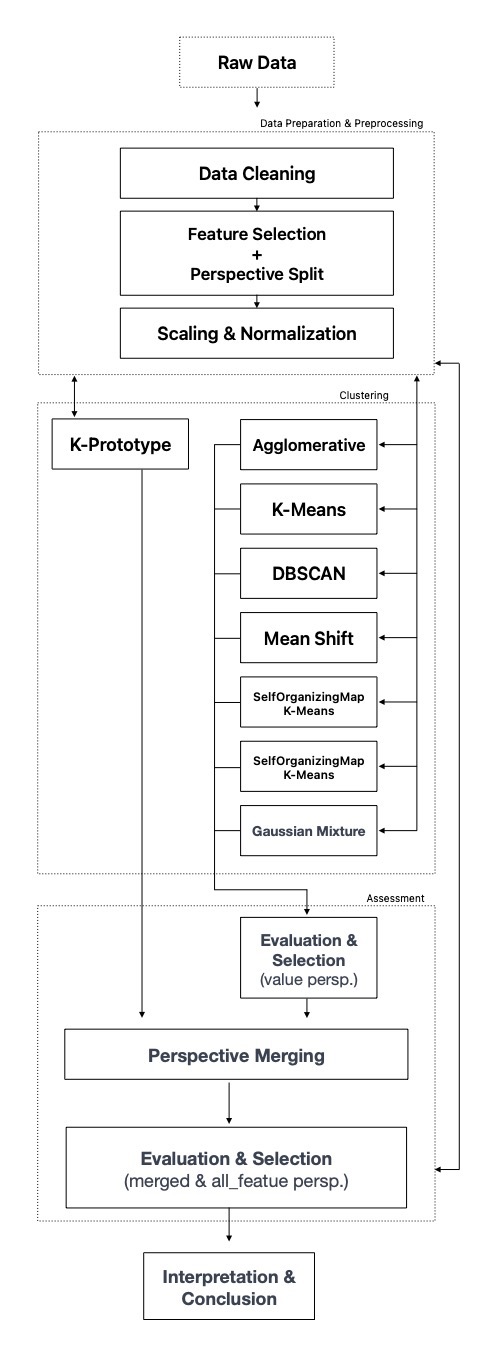 Raw Data
Data Preparation & Preprocessing
Data Cleaning
Feature Selection
+
Perspective Split
Scaling & Normalization
Clustering
K-Prototype
Agglomerative
K-Means
DBSCAN
Mean Shift
SelfOrganizingMap
K-Means
SelfOrganizingMap
K-Means
Gaussian Mixture
Assessment
Evaluation &
Selection
(value persp.)
Perspective Merging
Evaluation & Selection
(merged & all_featue persp.)
Interpretation &
Conclusion